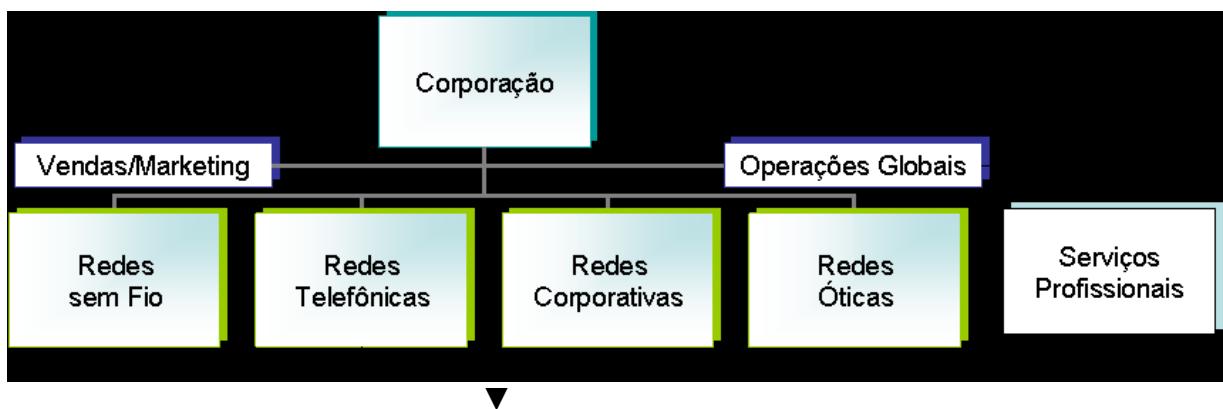 Corporação
Vendas/Marketing
Operações Globais
Redes
sem Fio
Redes
Telefônicas
Redes
Corporativas
Redes
Óticas
Serviços
Profissionais